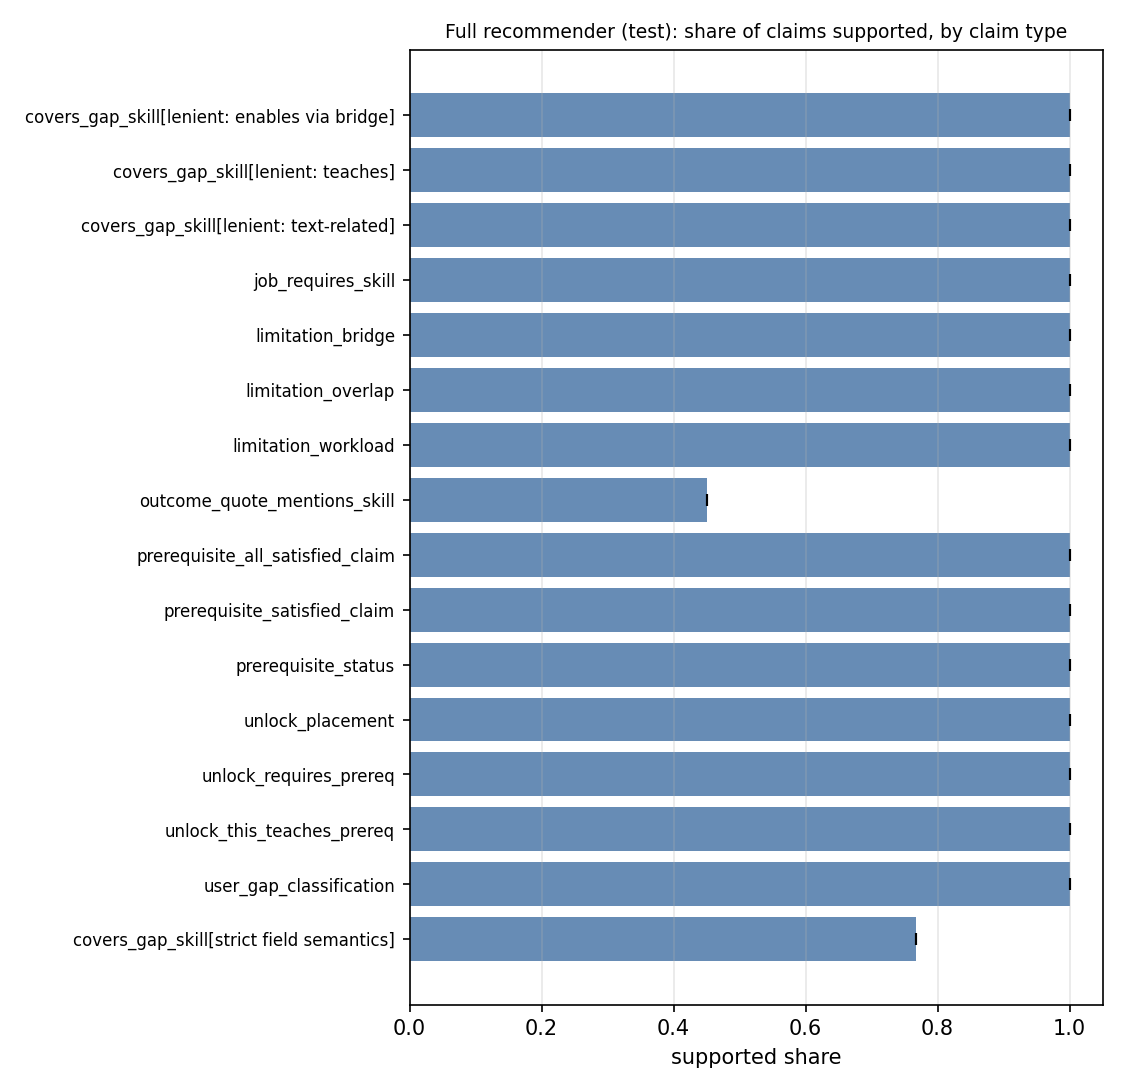 Full recommender (test): share of claims supported, by claim type
covers_gap_skill[lenient: enables via bridge]
covers_gap_skill[lenient: teaches]
covers_gap_skill[lenient: text-related]
job_requires_skill
limitation_bridge
limitation_overlap
limitation_workload
outcome_quote_mentions_skill
prerequisite_all_satisfied_claim
prerequisite_satisfied_claim
prerequisite_status
unlock_placement
unlock_requires_prereq
unlock_this_teaches_prereq
user_gap_classification
covers_gap_skill[strict field semantics]
0.0 0.2 0.4 0.6 0.8 1.0
supported share